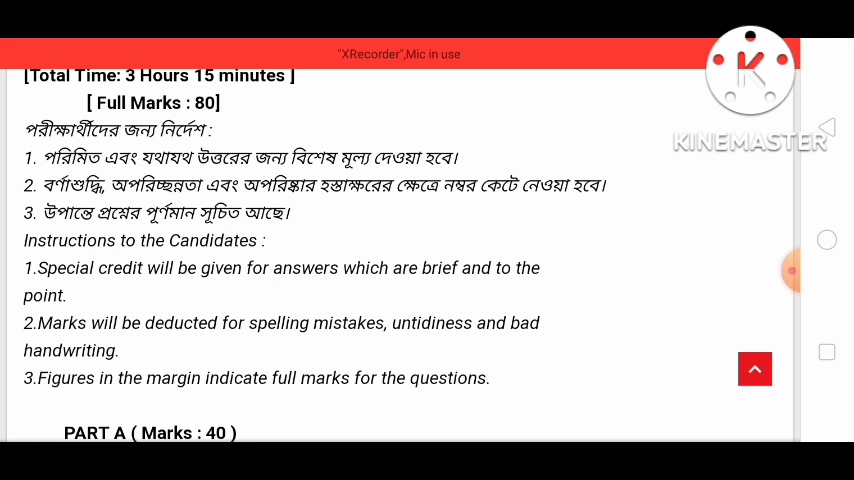 "XRecorder",Mic in use
[Total Time: 3 Hours 15 minutes ]
[ Full Marks : 80]
পরীক্ষার্থীদের জন্য নির্দেশ :
1. পরিমিত এবং যথাযথ উত্তরের জন্য বিশেষ মূল্য দেওয়া হবে।
2. বর্ণাশুদ্ধি, অপরিচ্ছন্নতা এবং অপরিষ্কার হস্তাক্ষরের ক্ষেত্রে নম্বর কেটে নেওয়া হবে।
3. উপান্তে প্রশ্নের পূর্ণমান সূচিত আছে।
Instructions to the Candidates :
1.Special credit will be given for answers which are brief and to the
point.
2.Marks will be deducted for spelling mistakes, untidiness and bad
handwriting.
3.Figures in the margin indicate full marks for the questions.
PART A ( Marks : 40 )
K
KINEMASTER